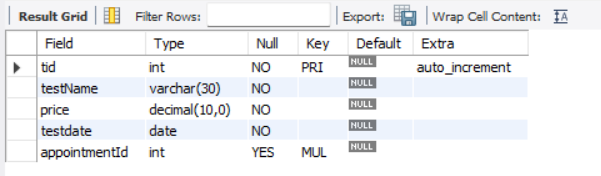 Result Grid Filter Rows: Export: Wrap Cell Content: IA
Field Type Null Key Default Extra
tid int NO PRI NULL auto_increment
testName varchar(30) NO NULL
price decimal(10,0) NO NULL
testdate date NO NULL
appointmentId int YES MUL NULL